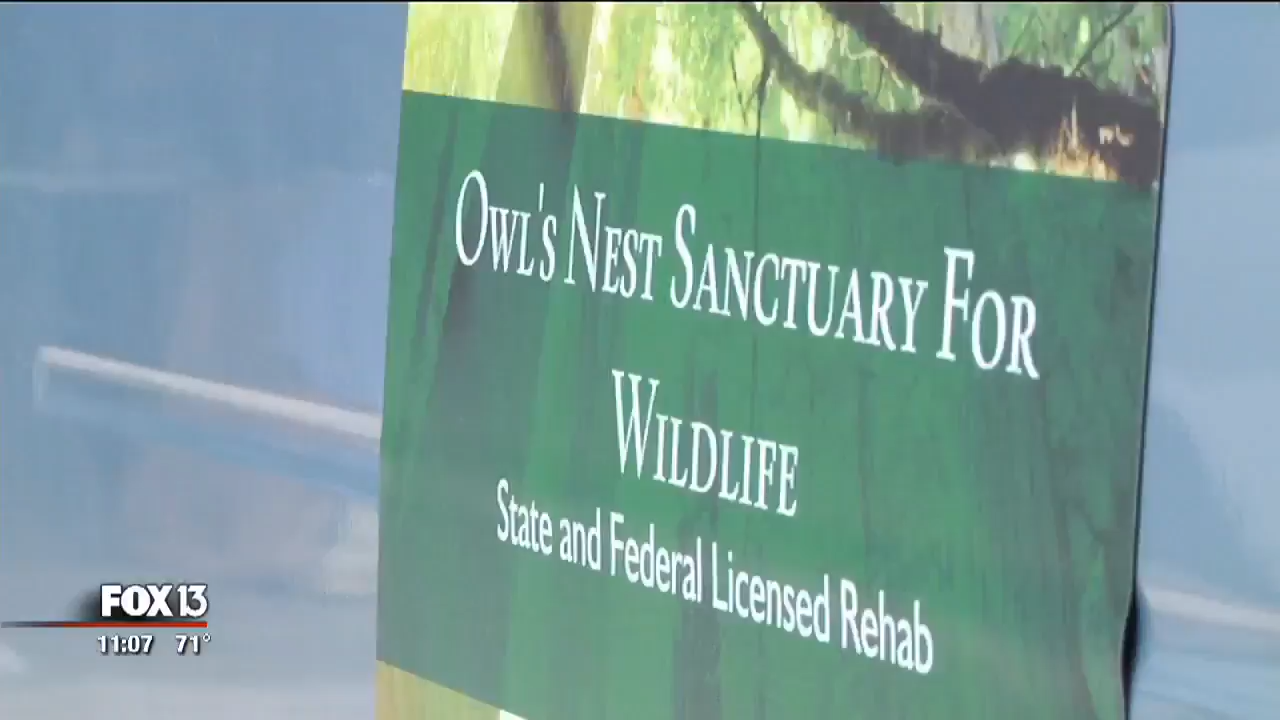 Owl's Nest Sanctuary For
Wildlife
State and Federal Licensed Rehab
FOX 13
11:07 71°